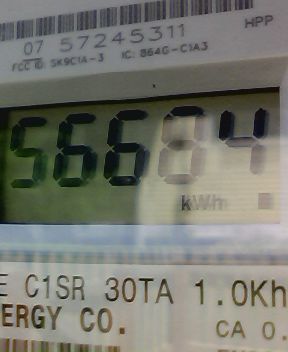 HPP
07 57245311
FCC ID: SK9C1A-3 IC: 864G-C1A3
56684
kWh
E C1SR 30TA 1.0Kh
ERGY CO.
CA 0.